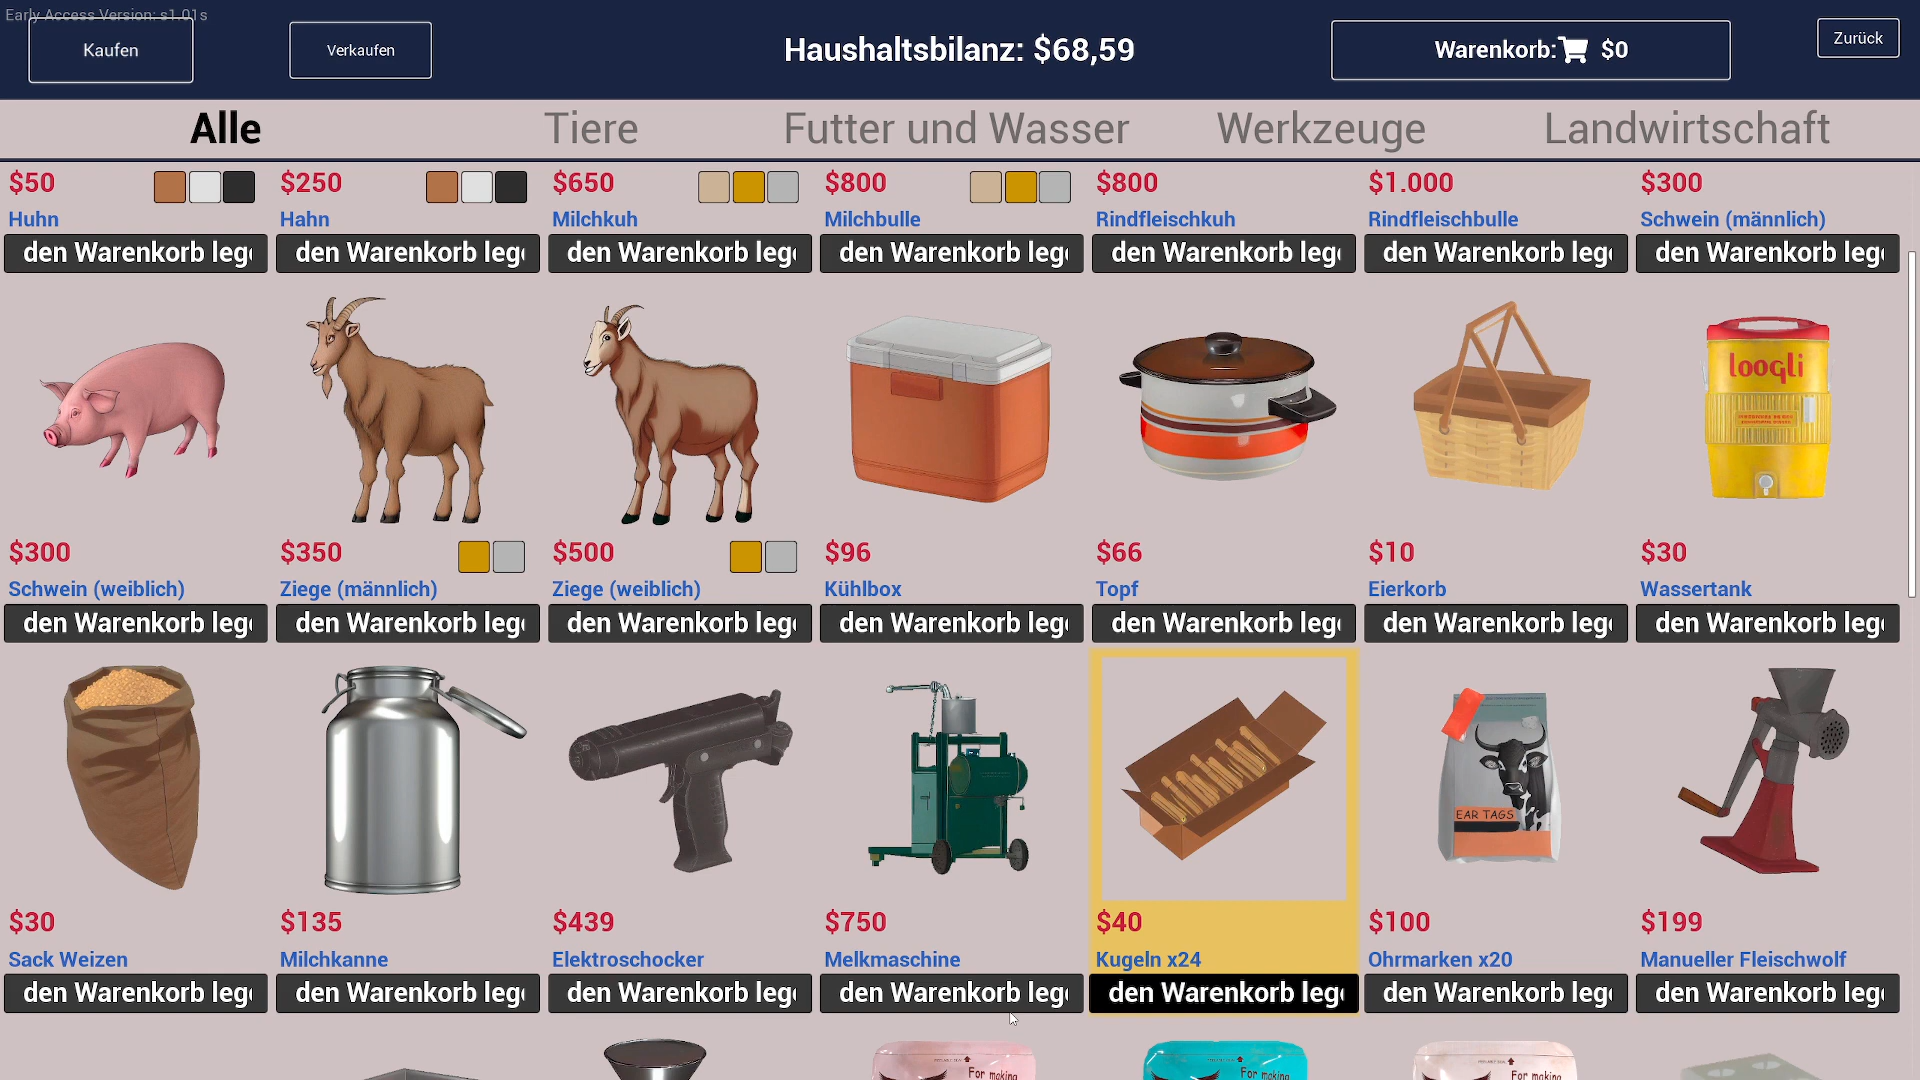 Early Access Version: s1.01s
Kaufen
Verkaufen
Haushaltsbilanz: $68,59
Warenkorb: $0
Zurück
Alle
Tiere
Futter und Wasser
Werkzeuge
Landwirtschaft
$50
$250
$650
$800
$800
$1.000
$300
Huhn
Hahn
Milchkuh
Milchbulle
Rindfleischkuh
Rindfleischbulle
Schwein (männlich)
den Warenkorb leg
den Warenkorb leg
den Warenkorb leg
den Warenkorb leg
den Warenkorb leg
den Warenkorb leg
den Warenkorb leg
loogli
$300
$350
$500
$96
$66
$10
$30
Schwein (weiblich)
Ziege (männlich)
Ziege (weiblich)
Kühlbox
Topf
Eierkorb
Wassertank
den Warenkorb leg
den Warenkorb leg
den Warenkorb leg
den Warenkorb leg
den Warenkorb leg
den Warenkorb leg
den Warenkorb leg
EAR TAGS
$30
$135
$439
$750
$40
$100
$199
Sack Weizen
Milchkanne
Elektroschocker
Melkmaschine
Kugeln x24
Ohrmarken x20
Manueller Fleischwolf
den Warenkorb leg
den Warenkorb leg
den Warenkorb leg
den Warenkorb leg
den Warenkorb leg
den Warenkorb leg
den Warenkorb leg
For making
For making
For making